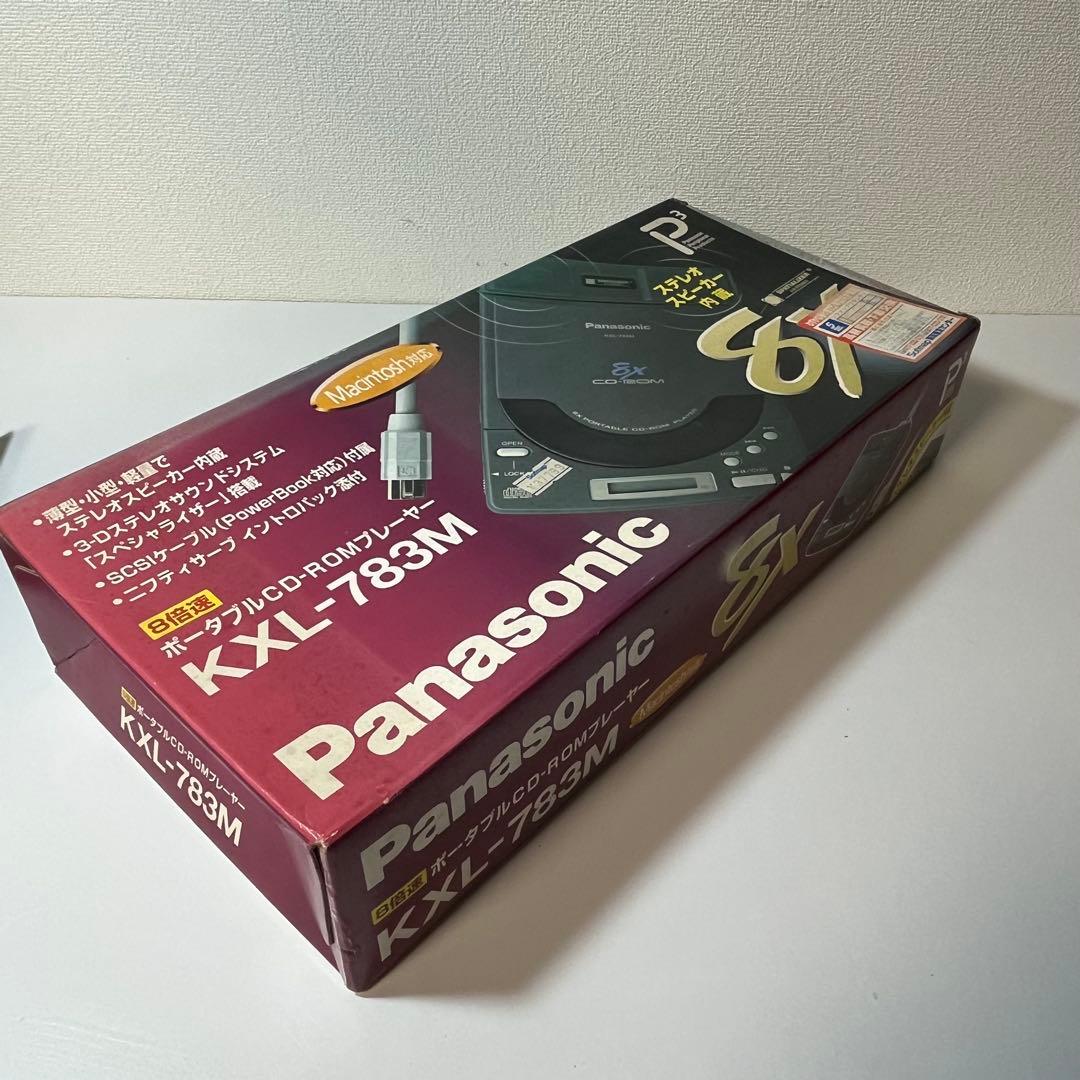 P3
Panasonic
Personal
Products
ステレオ
スピーカー
内蔵
SPATIALIZER
8X
Sofmap
Panasonic
KXL-783M
8X
CD-ROM
8X PORTABLE CD-ROM PLAYER
OPEN
LOCK
MODE
Macintosh対応
・薄型・小型・軽量で
ステレオスピーカー内蔵
・3-Dステレオサウンドシステム
「スペシャライザー」搭載
・SCSIケーブル(PowerBook対応)付属
・ニフティサーブ イントロパック添付
8倍速
ポータブルCD-ROMプレーヤー
KXL-783M
Panasonic
8倍速 ポータブルCD-ROMプレーヤー
KXL-783M
Panasonic
8倍速 ポータブルCD-ROMプレーヤー
KXL-783M
Macintosh
8X